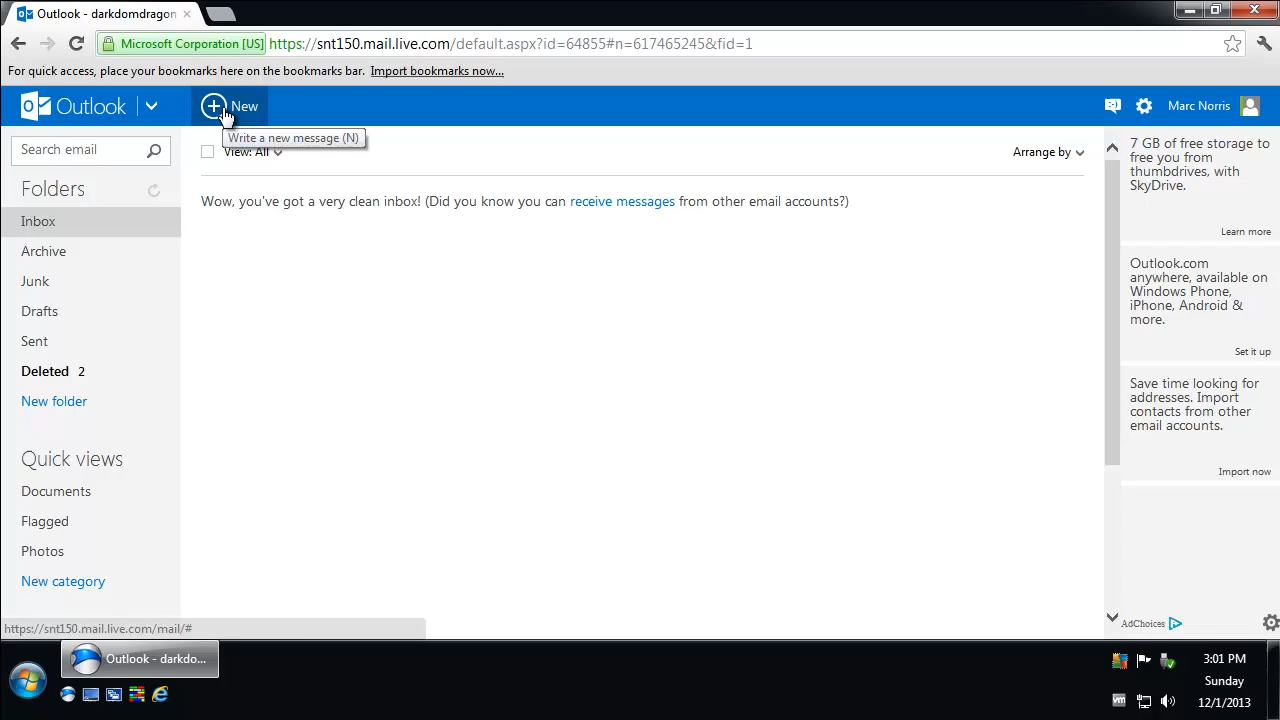 Outlook - darkdomdragon
Microsoft Corporation [US] https://snt150.mail.live.com/default.aspx?id=64855#n=617465245&fid=1
For quick access, place your bookmarks here on the bookmarks bar. Import bookmarks now...
Outlook
New
Marc Norris
Write a new message (N)
Search email
View: All
Arrange by
Folders
Wow, you've got a very clean inbox! (Did you know you can receive messages from other email accounts?)
Inbox
Archive
Junk
Drafts
Sent
Deleted 2
New folder
Quick views
Documents
Flagged
Photos
New category
7 GB of free storage to
free you from
thumbdrives, with
SkyDrive.
Learn more
Outlook.com
anywhere, available on
Windows Phone,
iPhone, Android &
more.
Set it up
Save time looking for
addresses. Import
contacts from other
email accounts.
Import now
AdChoices
https://snt150.mail.live.com/mail/#
Outlook - darkdo...
3:01 PM
Sunday
12/1/2013